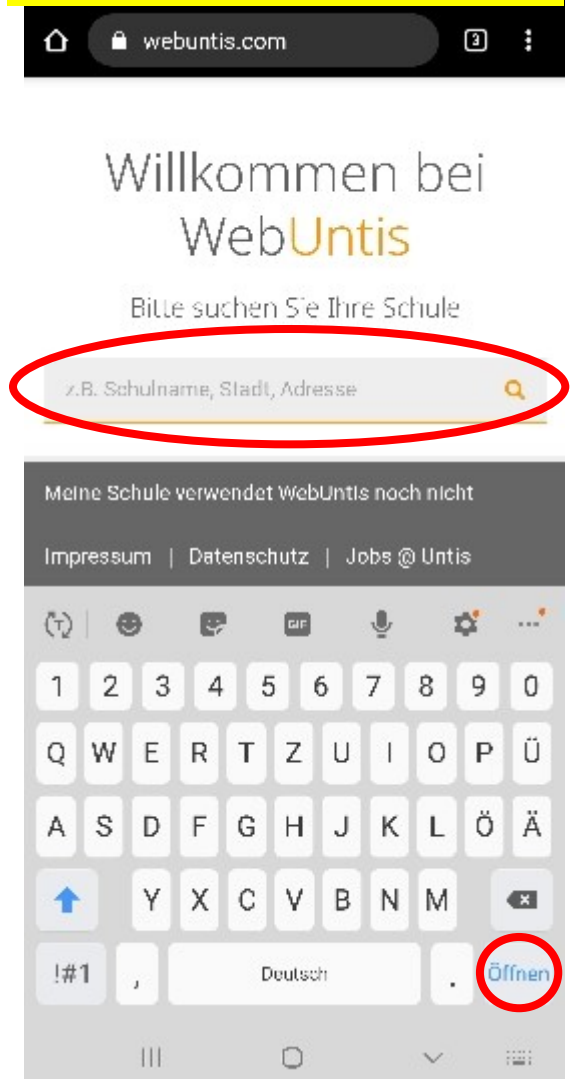 webuntis.com 3
Willkommen bei
WebUntis
Bitte suchen Sie Ihre Schule
z.B. Schulname, Stadt, Adresse
Meine Schule verwendet WebUntis noch nicht
Impressum | Datenschutz | Jobs @ Untis
T GIF
1 2 3 4 5 6 7 8 9 0
Q W E R T Z U I O P Ü
A S D F G H J K L Ö Ä
Y X C V B N M
!#1 , Deutsch . Öffnen